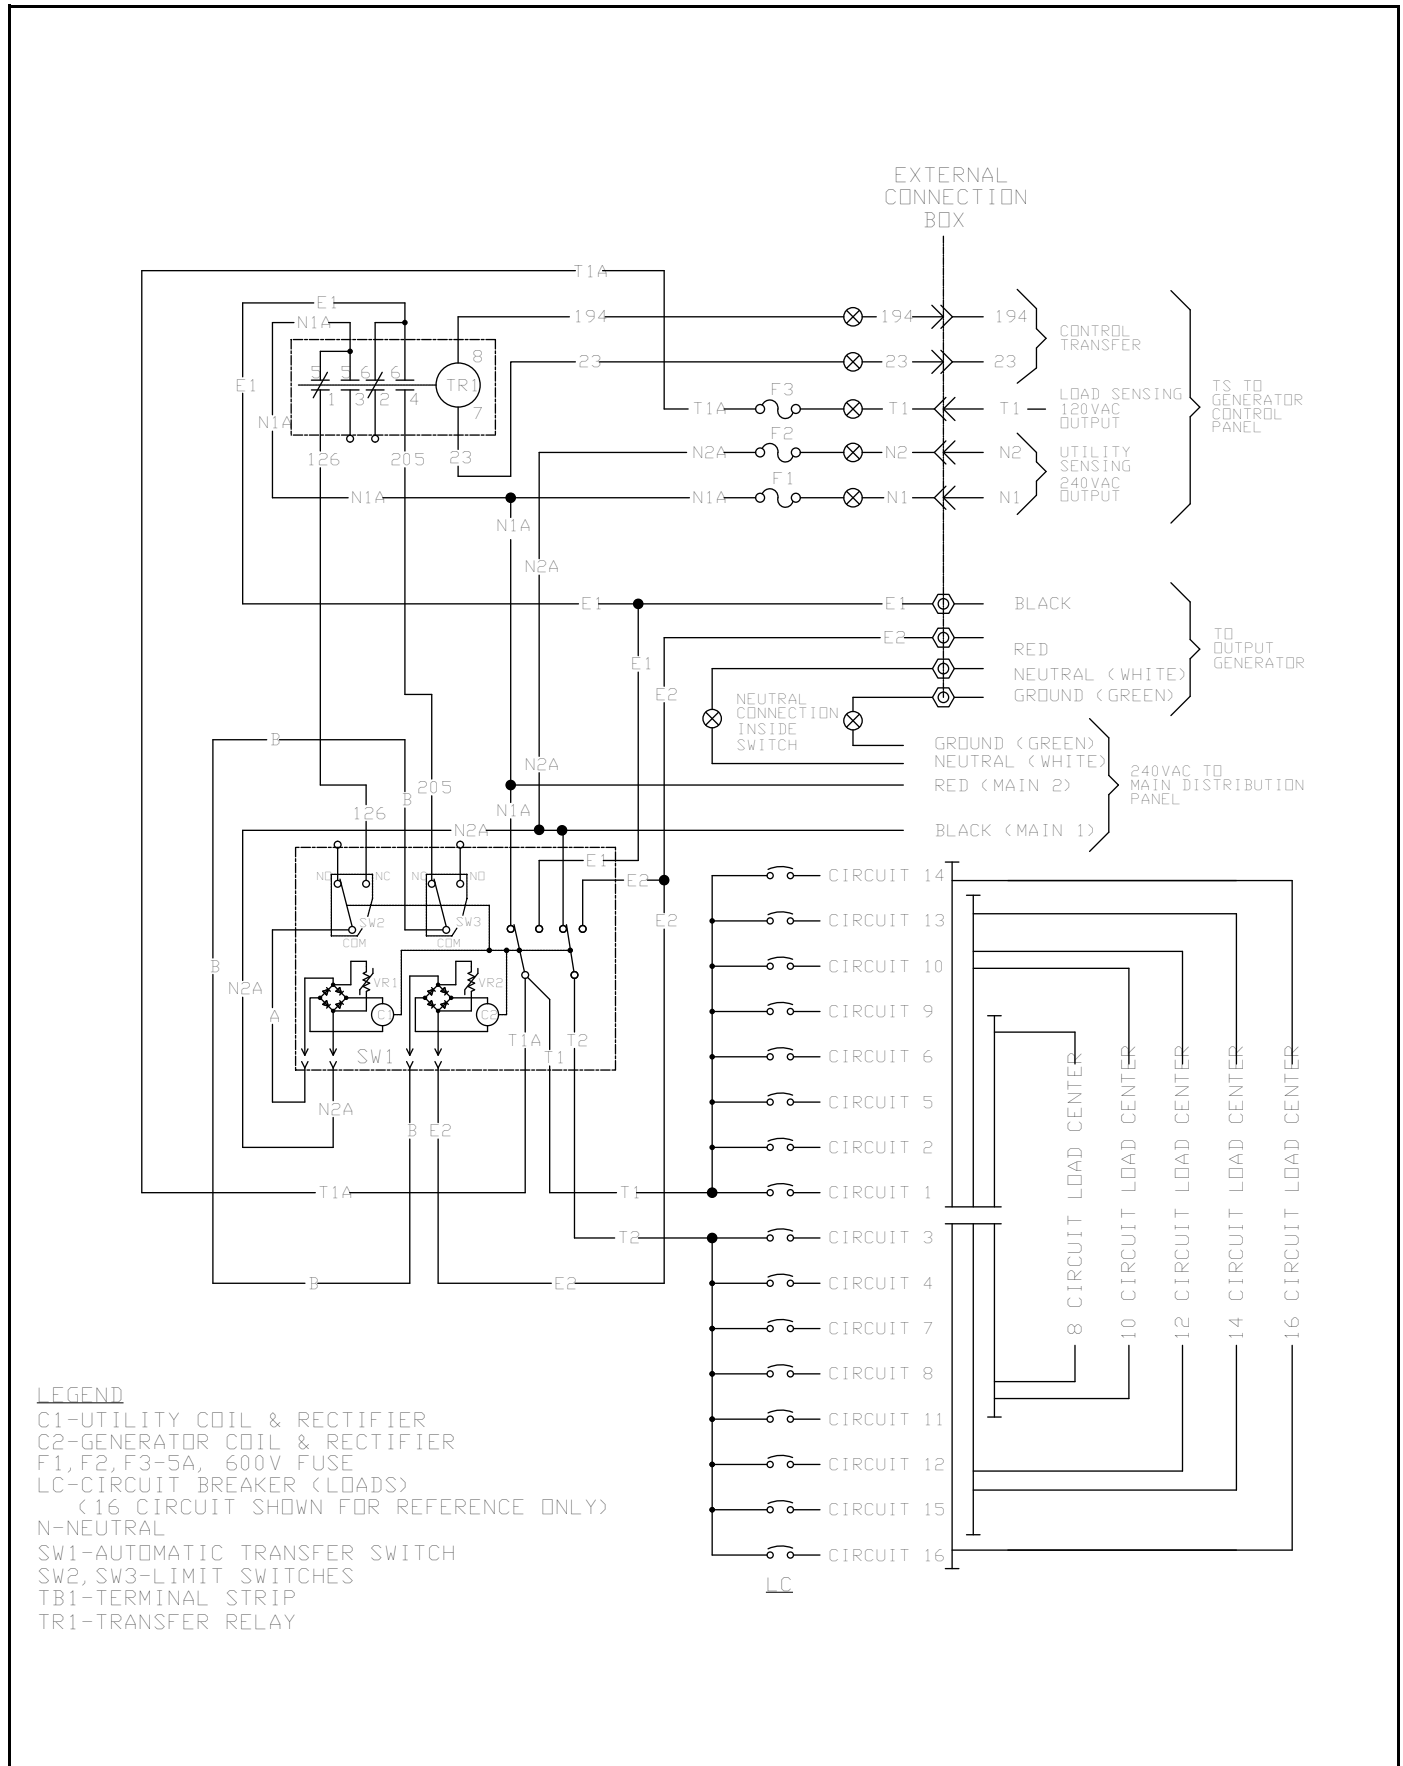 EXTERNAL
CONNECTION
BOX
T1A
E1
194
194
194
N1A
CONTROL
TRANSFER
8
5
5
6
6
23
23
23
E1
TR1
F3
LOAD SENSING
120VAC
OUTPUT
TS TO
GENERATOR
CONTROL
PANEL
1
3
2
4
7
T1A
T1
T1
N1A
F2
126
205
23
N2A
N2
N2
UTILITY
SENSING
240VAC
OUTPUT
F1
N1A
N1A
N1
N1
N1A
N2A
E1
E1
BLACK
E2
RED
TO
OUTPUT
GENERATOR
E1
NEUTRAL (WHITE)
E2
GROUND (GREEN)
NEUTRAL
CONNECTION
INSIDE
SWITCH
B
GROUND (GREEN)
NEUTRAL (WHITE)
N2A
240VAC TO
MAIN DISTRIBUTION
PANEL
RED (MAIN 2)
205
B
126
N1A
N2A
BLACK (MAIN 1)
E1
NO
NC
NC
NO
E2
CIRCUIT 14
SW2
SW3
E2
CIRCUIT 13
COM
COM
B
CIRCUIT 10
N2A
VR1
VR2
A
C1
C2
CIRCUIT 9
T1A
T2
SW1
T1
CIRCUIT 6
N2A
CIRCUIT 5
B
E2
CIRCUIT 2
T1A
T1
CIRCUIT 1
T2
CIRCUIT 3
B
E2
CIRCUIT 4
CIRCUIT 7
CIRCUIT 8
CIRCUIT 11
CIRCUIT 12
CIRCUIT 15
CIRCUIT 16
LC
8 CIRCUIT LOAD CENTER
10 CIRCUIT LOAD CENTER
12 CIRCUIT LOAD CENTER
14 CIRCUIT LOAD CENTER
16 CIRCUIT LOAD CENTER
LEGEND
C1-UTILITY COIL & RECTIFIER
C2-GENERATOR COIL & RECTIFIER
F1,F2,F3-5A, 600V FUSE
LC-CIRCUIT BREAKER (LOADS)
(16 CIRCUIT SHOWN FOR REFERENCE ONLY)
N-NEUTRAL
SW1-AUTOMATIC TRANSFER SWITCH
SW2,SW3-LIMIT SWITCHES
TB1-TERMINAL STRIP
TR1-TRANSFER RELAY